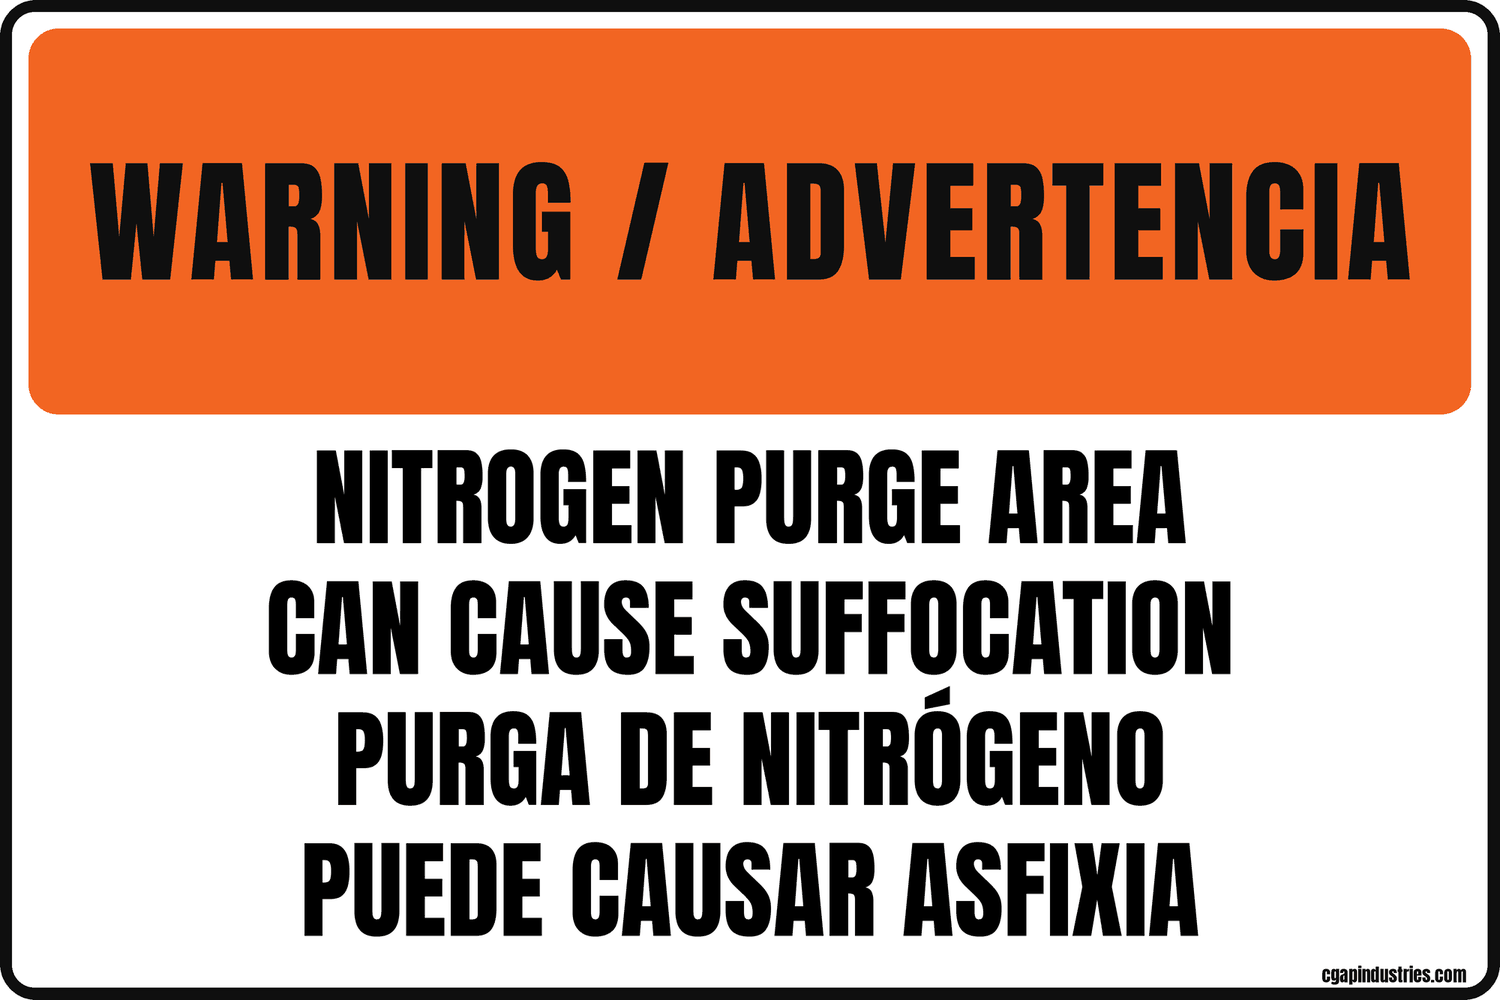 WARNING / ADVERTENCIA
NITROGEN PURGE AREA
CAN CAUSE SUFFOCATION
PURGA DE NITRÓGENO
PUEDE CAUSAR ASFIXIA
cgapindustries.com